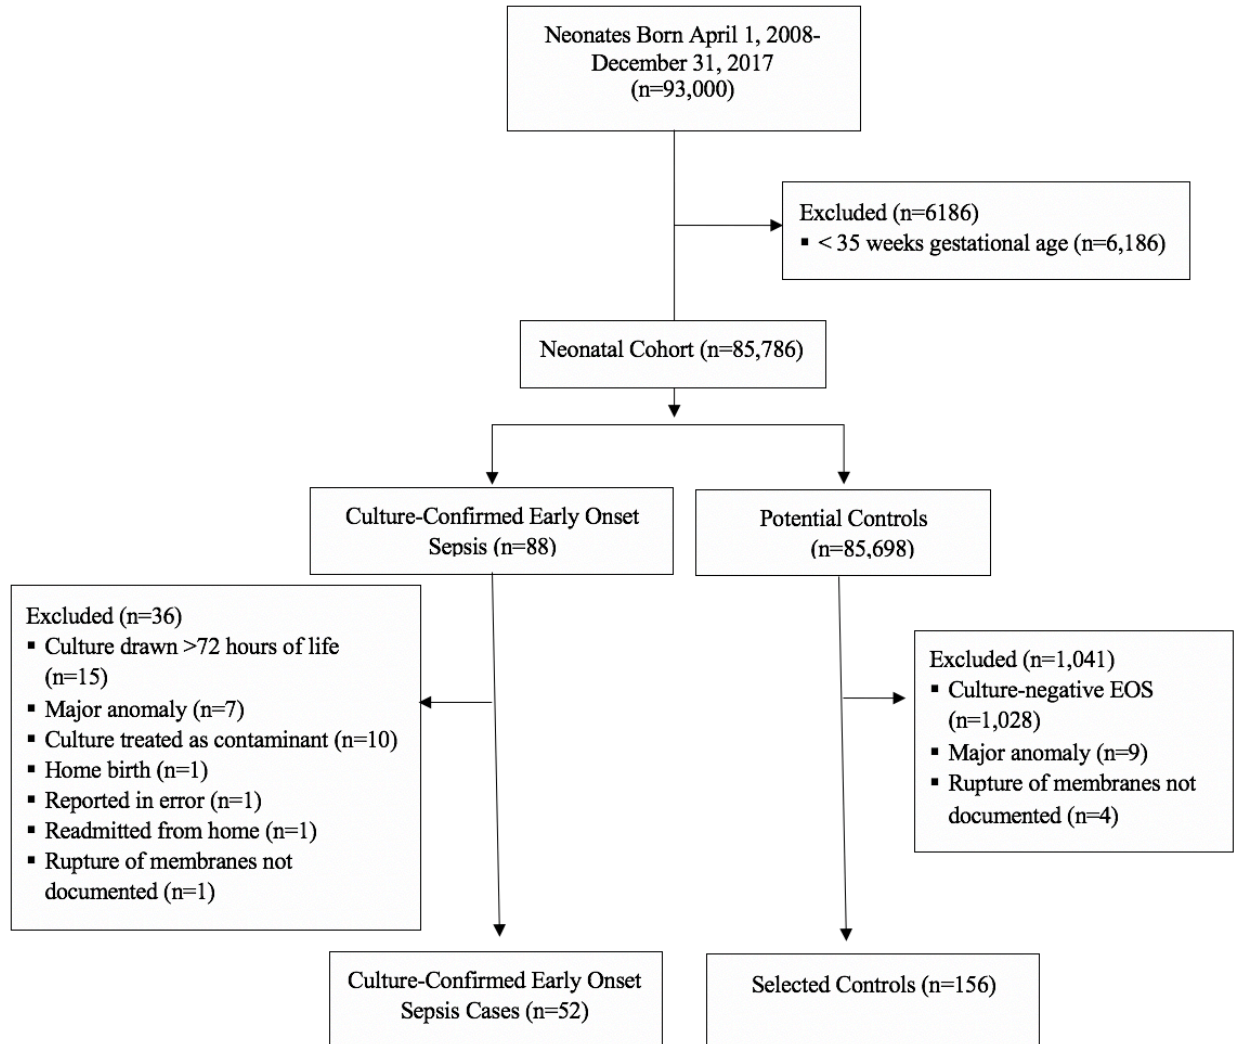 Neonates Born April 1, 2008-
December 31, 2017
(n=93,000)
Excluded (n=6186)
▪ < 35 weeks gestational age (n=6,186)
Neonatal Cohort (n=85,786)
Culture-Confirmed Early Onset
Sepsis (n=88)
Potential Controls
(n=85,698)
Excluded (n=36)
▪ Culture drawn >72 hours of life
(n=15)
▪ Major anomaly (n=7)
▪ Culture treated as contaminant (n=10)
▪ Home birth (n=1)
▪ Reported in error (n=1)
▪ Readmitted from home (n=1)
▪ Rupture of membranes not
documented (n=1)
Excluded (n=1,041)
▪ Culture-negative EOS
(n=1,028)
▪ Major anomaly (n=9)
▪ Rupture of membranes not
documented (n=4)
Culture-Confirmed Early Onset
Sepsis Cases (n=52)
Selected Controls (n=156)